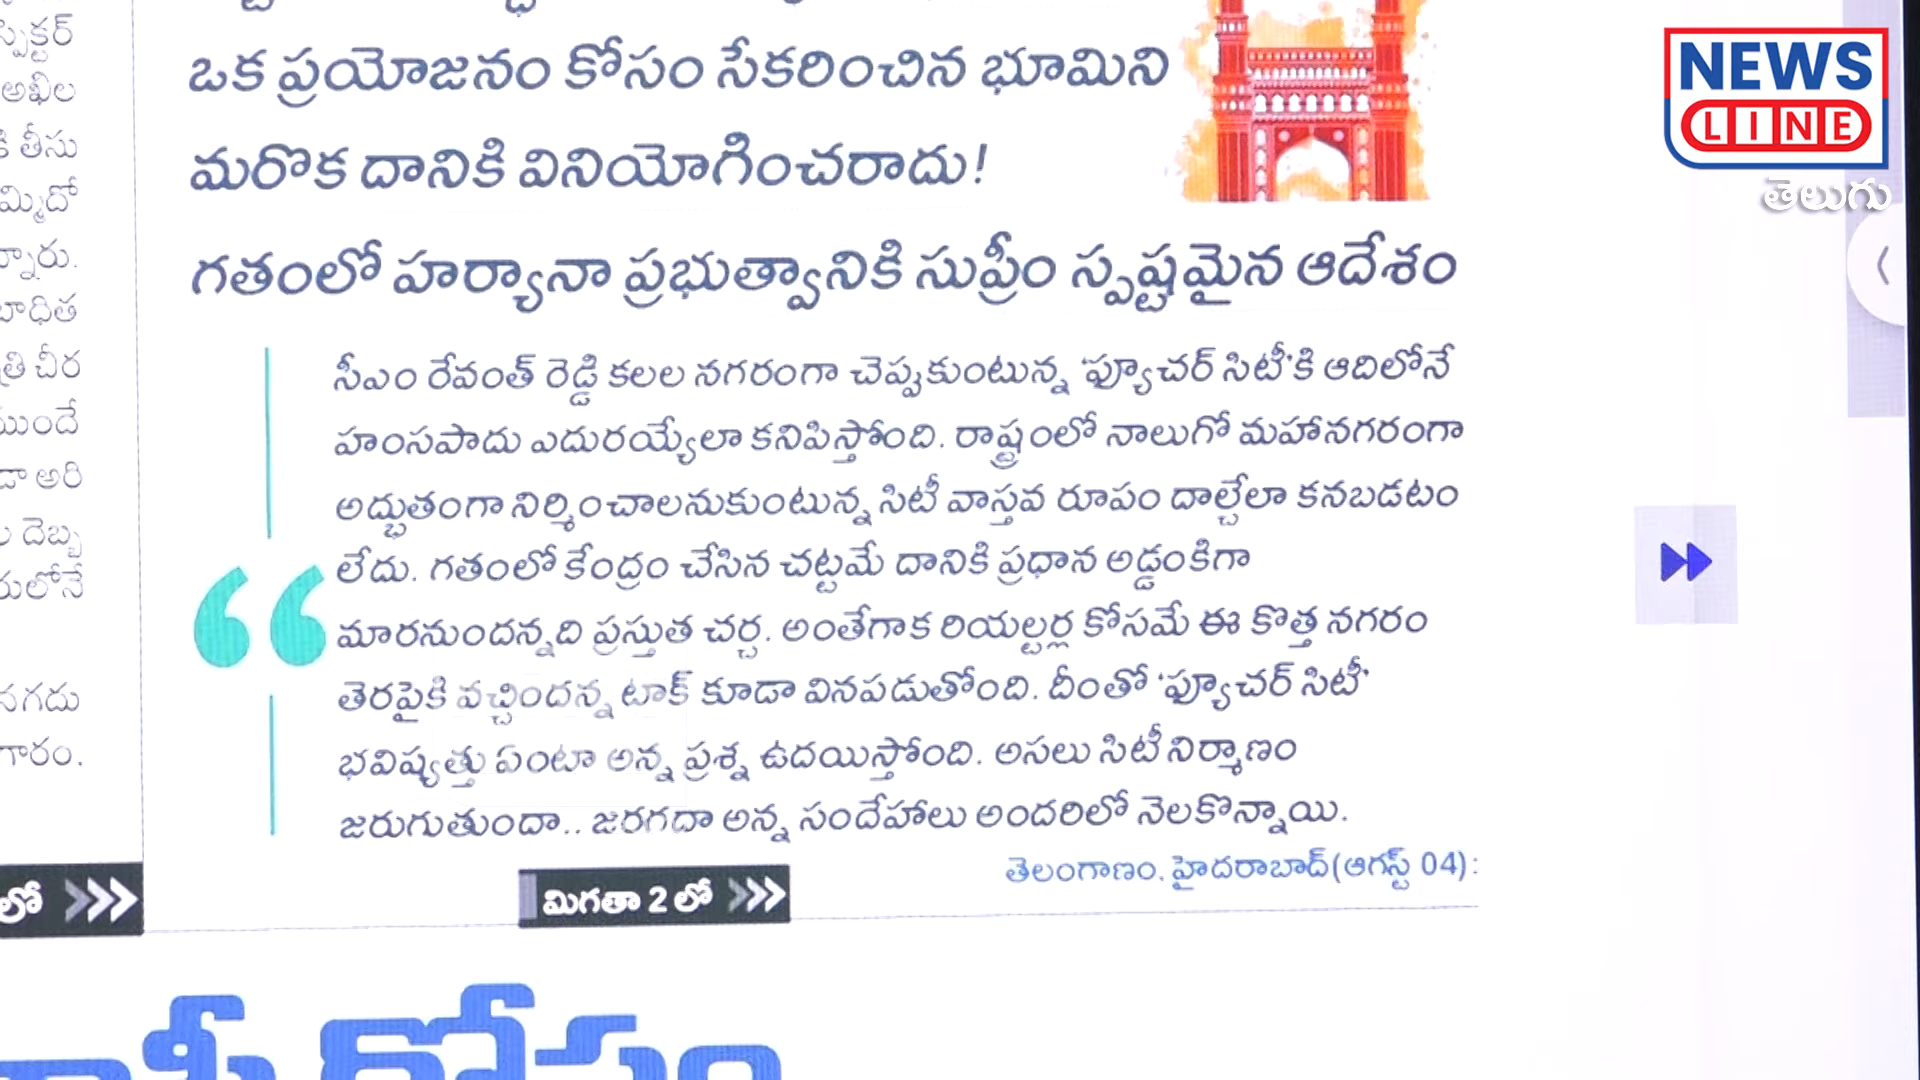 ఒక ప్రయోజనం కోసం సేకరించిన భూమిని
మరొక దానికి వినియోగించరాదు!
గతంలో హర్యానా ప్రభుత్వానికి సుప్రీం స్పష్టమైన ఆదేశం
సీఎం రేవంత్ రెడ్డి కలల నగరంగా చెప్పుకుంటున్న 'ఫ్యూచర్ సిటీ'కి ఆదిలోనే
హంసపాదు ఎదురయ్యేలా కనిపిస్తోంది. రాష్ట్రంలో నాలుగో మహానగరంగా
అద్భుతంగా నిర్మించాలనుకుంటున్న సిటీ వాస్తవ రూపం దాల్చేలా కనబడటం
లేదు. గతంలో కేంద్రం చేసిన చట్టమే దానికి ప్రధాన అడ్డంకిగా
మారనుందన్నది ప్రస్తుత చర్చ. అంతేగాక రియల్టర్ల కోసమే ఈ కొత్త నగరం
తెరపైకి వచ్చిందన్న టాక్ కూడా వినపడుతోంది. దీంతో 'ఫ్యూచర్ సిటీ'
భవిష్యత్తు ఏంటా అన్న ప్రశ్న ఉదయిస్తోంది. అసలు సిటీ నిర్మాణం
జరుగుతుందా.. జరగదా అన్న సందేహాలు అందరిలో నెలకొన్నాయి.
తెలంగాణం, హైదరాబాద్(ఆగస్ట్ 04):
మిగతా 2 లో
అఖిల
తీసు
న్నారు.
బాధిత
చీర
ముందే
అరి
దెబ్బ
లో
NEWS
LINE
తెలుగు